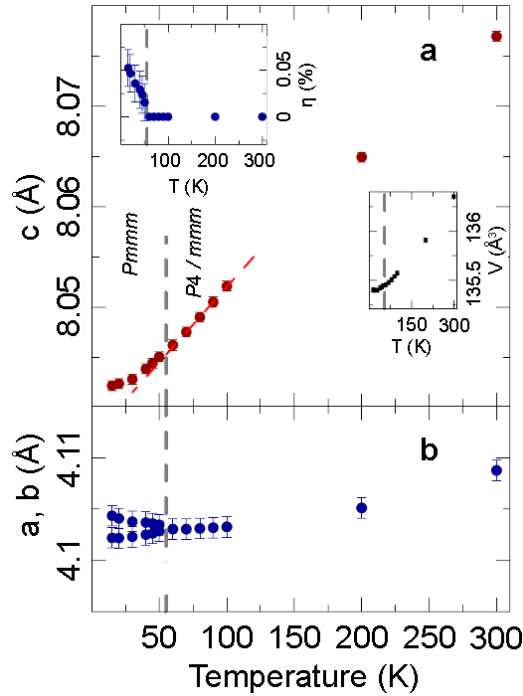 a
0.05
0
η (%)
100
200
300
T (K)
8.07
8.06
8.05
c (Å)
Pmmm
P4/mmm
136
135.5
V (Å³)
150
300
T (K)
b
4.11
4.1
a, b (Å)
50
100
150
200
250
300
Temperature (K)